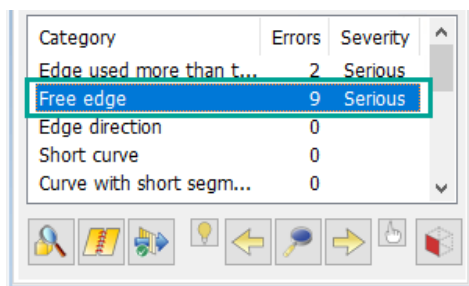 Category Errors Severity
Edge used more than t... 2 Serious
Free edge 9 Serious
Edge direction 0
Short curve 0
Curve with short segm... 0